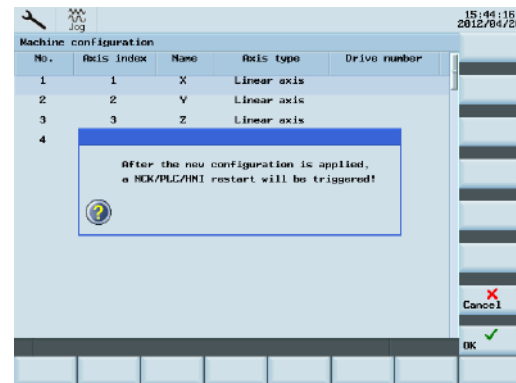 Jog
15:44:16
2012/04/2
Machine configuration
No. Axis index Name Axis type Drive number
1 1 X Linear axis
2 2 Y Linear axis
3 3 Z Linear axis
4
After the new configuration is applied,
a NCK/PLC/HMI restart will be triggered!
Cancel
OK